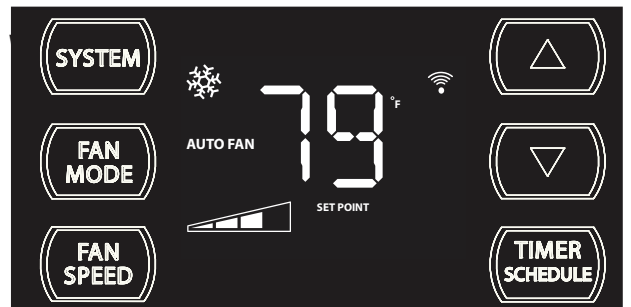 SYSTEM
FAN
MODE
FAN
SPEED
AUTO FAN
79 °F
SET POINT
TIMER
SCHEDULE